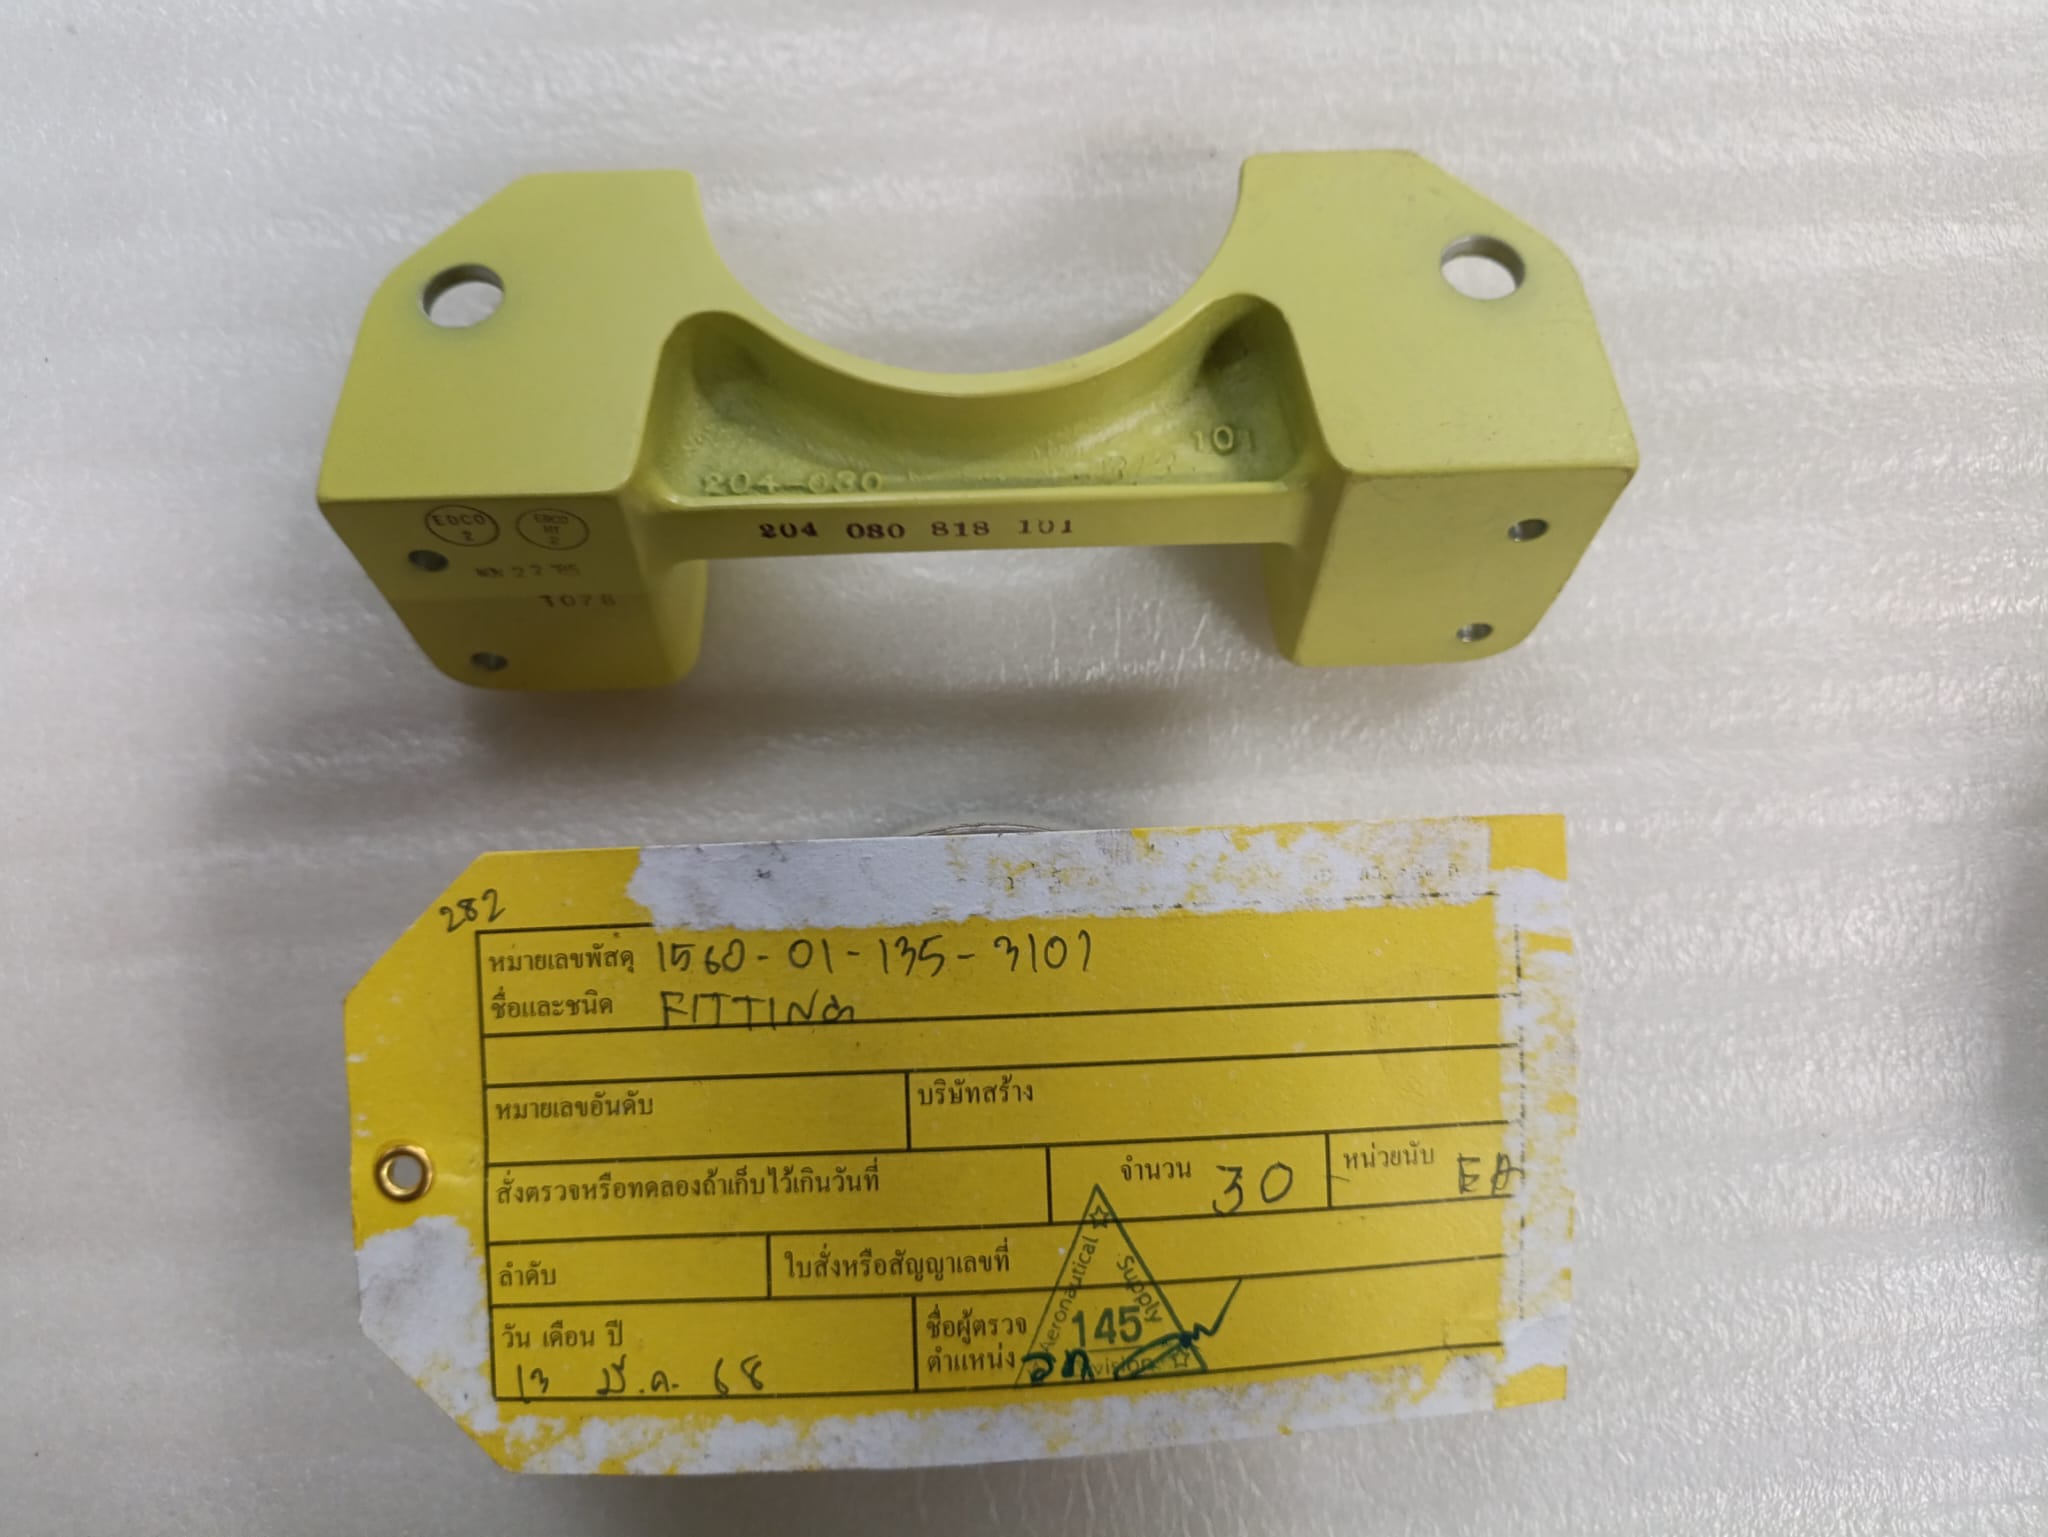 204-030
101
204 080 818 101
EDCO
2
EDCO
MT
2
NOV 27 '85
1078
282
หมายเลขพัสดุ 1560-01-135-3101
ชื่อและชนิด FITTING
หมายเลขอันดับ
บริษัทสร้าง
สั่งตรวจหรือทดลองถ้าเก็บไว้เกินวันที่
จำนวน 30
หน่วยนับ EA
ลำดับ
ใบสั่งหรือสัญญาเลขที่
วัน เดือน ปี
13 มี.ค. 68
ชื่อผู้ตรวจ
ตำแหน่ง
Aeronautical Supply
145